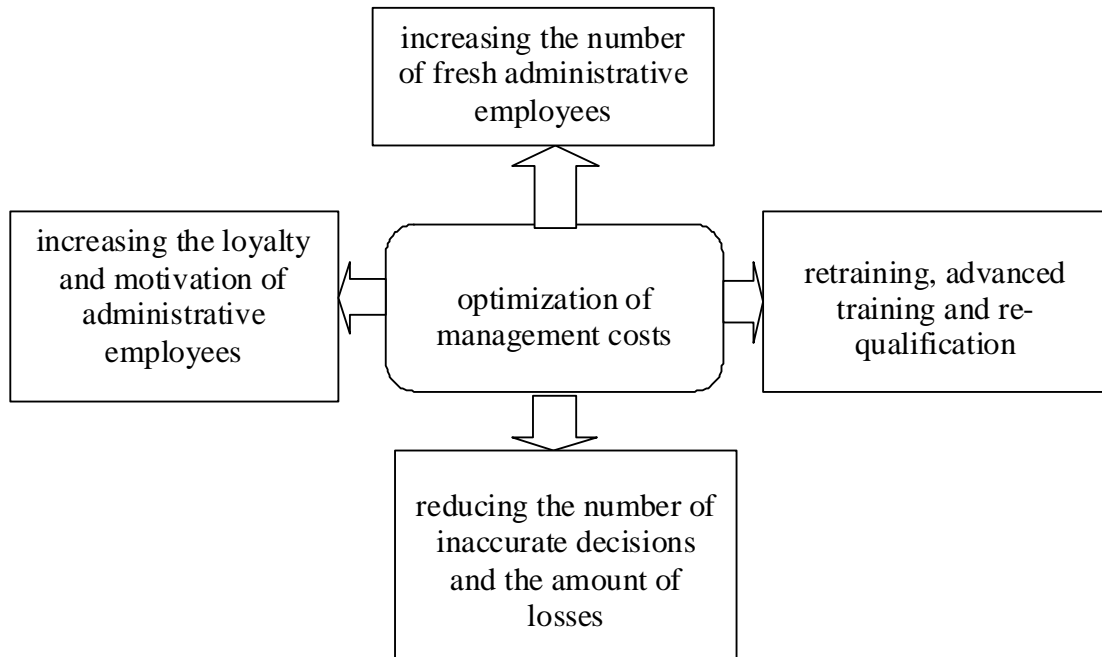 increasing the number
of fresh administrative
employees
increasing the loyalty
and motivation of
administrative
employees
optimization of
management costs
retraining, advanced
training and re-
qualification
reducing the number of
inaccurate decisions
and the amount of
losses